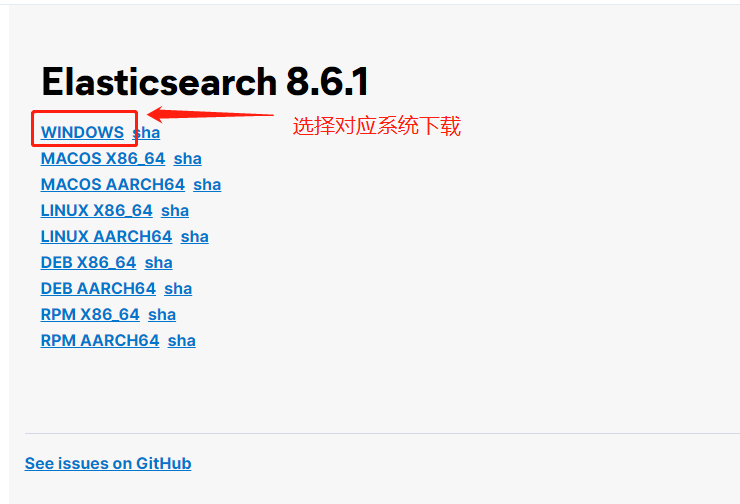 Elasticsearch 8.6.1
WINDOWS sha
选择对应系统下载
MACOS X86_64 sha
MACOS AARCH64 sha
LINUX X86_64 sha
LINUX AARCH64 sha
DEB X86_64 sha
DEB AARCH64 sha
RPM X86_64 sha
RPM AARCH64 sha
See issues on GitHub